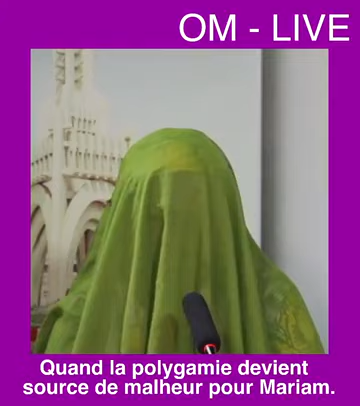 OM - LIVE
Quand la polygamie devient
source de malheur pour Mariam.